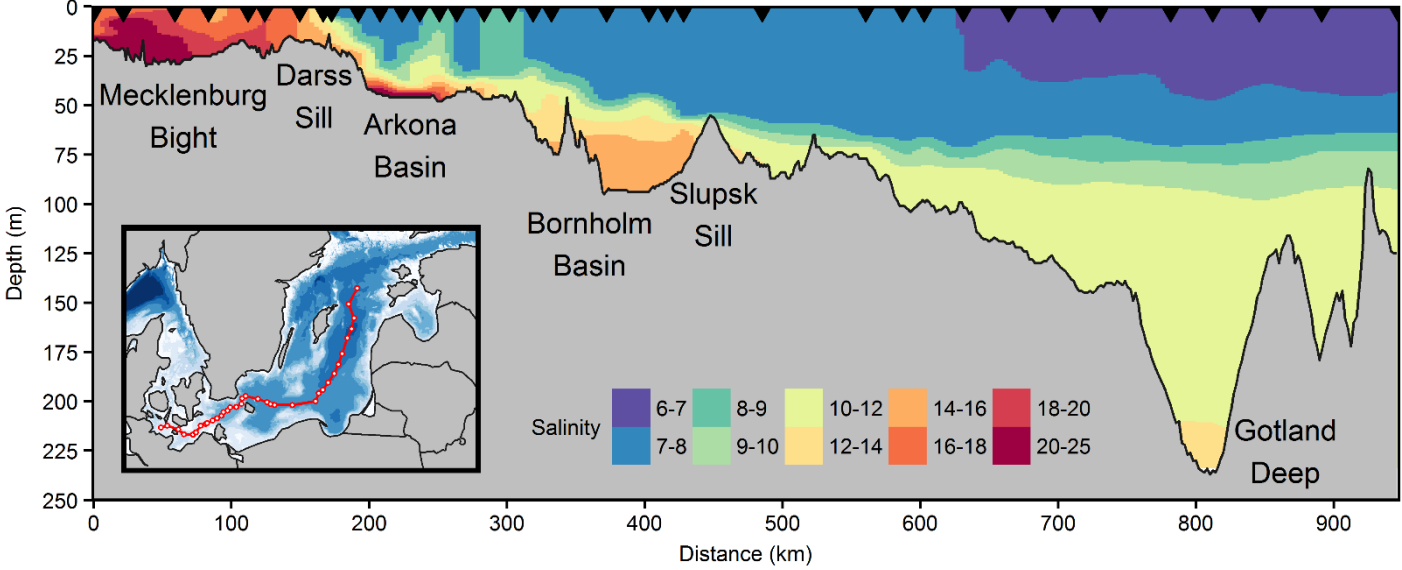 0
25
50
75
100
125
150
175
200
225
250
Depth (m)
Mecklenburg
Bight
Darss
Sill
Arkona
Basin
Bornholm
Basin
Slupsk
Sill
Gotland
Deep
Salinity
6-7 8-9 10-12 14-16 18-20
7-8 9-10 12-14 16-18 20-25
0 100 200 300 400 500 600 700 800 900
Distance (km)